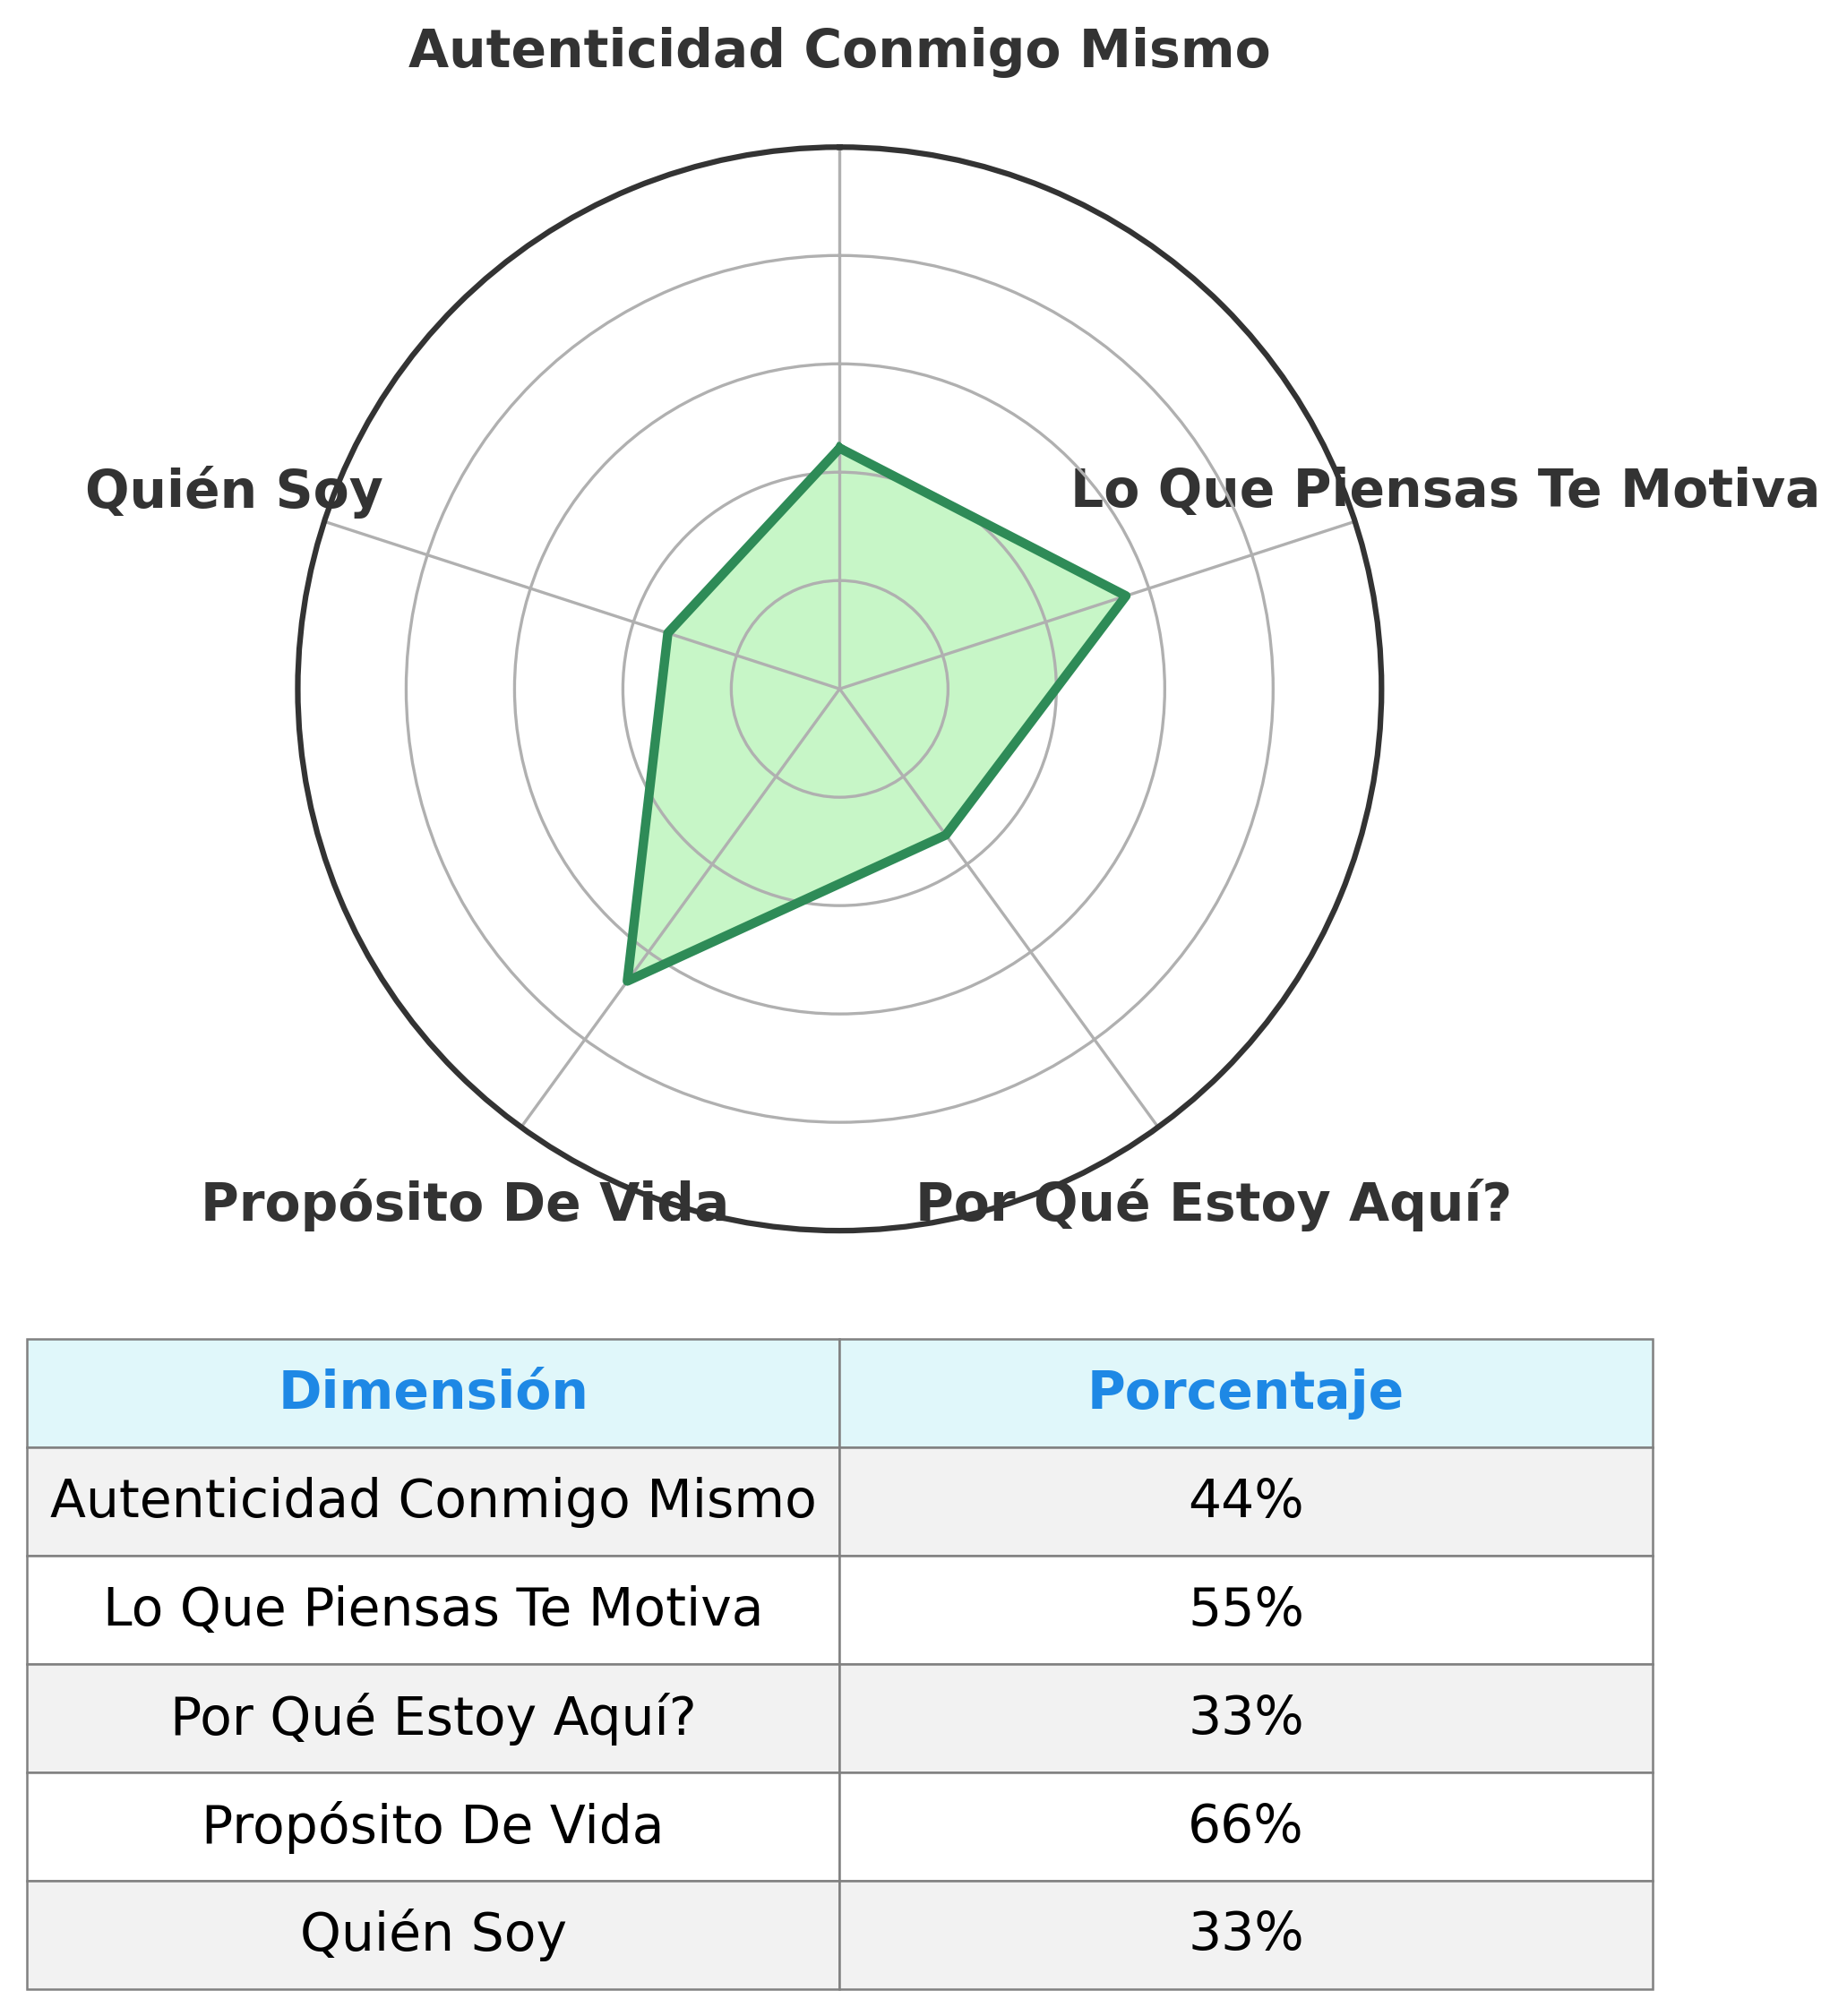 Autenticidad Conmigo Mismo
Quién Soy
Lo Que Piensas Te Motiva
Propósito De Vida
Por Qué Estoy Aquí?
Dimensión Porcentaje
Autenticidad Conmigo Mismo 44%
Lo Que Piensas Te Motiva 55%
Por Qué Estoy Aquí? 33%
Propósito De Vida 66%
Quién Soy 33%